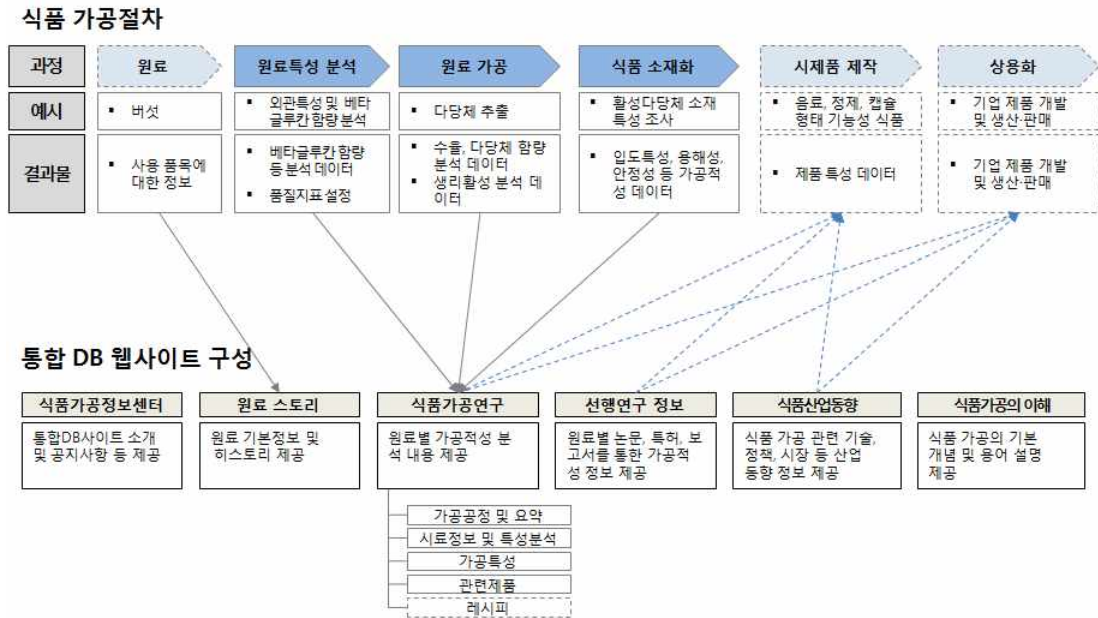 식품 가공절차
과정
원료
원료특성 분석
원료 가공
식품 소재화
시제품 제작
상용화
예시
▪ 버섯
▪ 외관특성 및 베타
글루칸 함량 분석
▪ 다당체 추출
▪ 활성다당체 소재
특성 조사
▪ 음료, 정제, 캡슐
형태 기능성 식품
▪ 기업 제품 개발
및 생산·판매
결과물
▪ 사용 품목에
대한 정보
▪ 베타글루칸 함량
등 분석 데이터
▪ 품질지표 설정
▪ 수율, 다당체 함량
분석 데이터
▪ 생리활성 분석 데
이터
▪ 입도특성, 용해성,
안정성 등 가공적
성 데이터
▪ 제품 특성 데이터
▪ 기업 제품 개발
및 생산·판매
통합 DB 웹사이트 구성
식품가공정보센터
통합DB사이트 소개
및 공지사항 등 제공
원료 스토리
원료 기본정보 및
히스토리 제공
식품가공연구
원료별 가공적성 분
석 내용 제공
선행연구 정보
원료별 논문, 특허, 보
고서를 통한 가공적
성 정보 제공
식품산업동향
식품 가공 관련 기술,
정책, 시장 등 산업
동향 정보 제공
식품가공의 이해
식품 가공의 기본
개념 및 용어 설명
제공
가공공정 및 요약
시료정보 및 특성분석
가공특성
관련제품
레시피